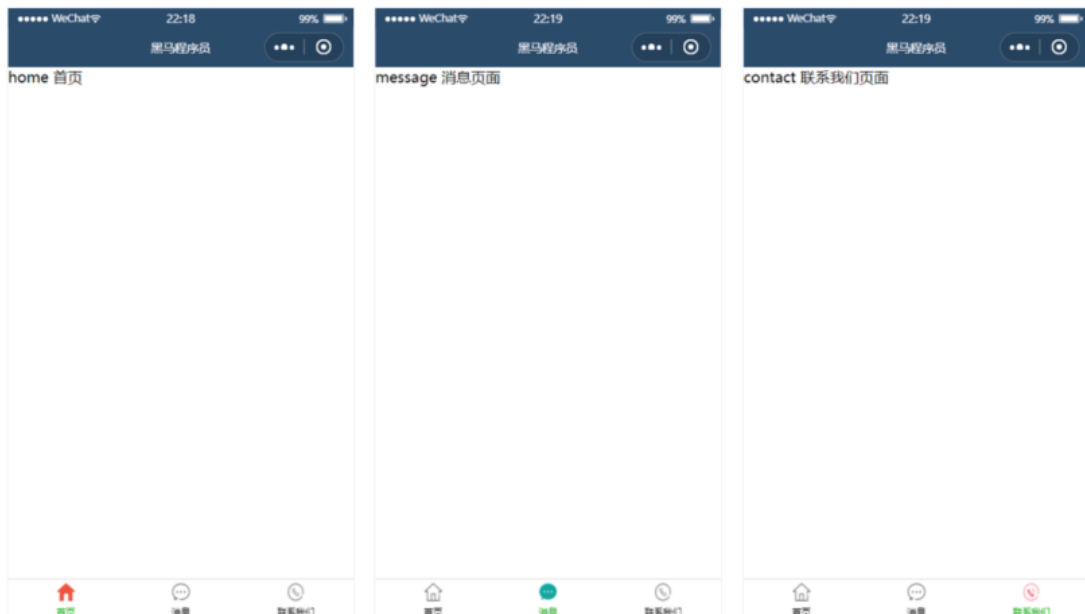 ●●●●● WeChat 22:18 99%
黑马程序员
home 首页
首页 消息 联系我们
●●●●● WeChat 22:19 99%
黑马程序员
message 消息页面
首页 消息 联系我们
●●●●● WeChat 22:19 99%
黑马程序员
contact 联系我们页面
首页 消息 联系我们